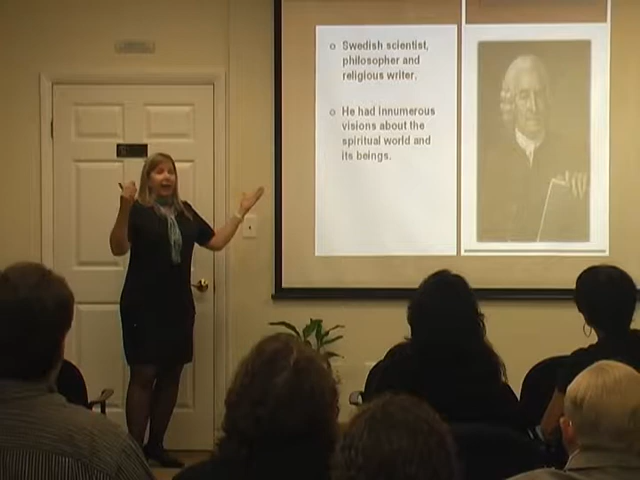 Swedish scientist,
philosopher and
religious writer.
He had innumerous
visions about the
spiritual world and
its beings.